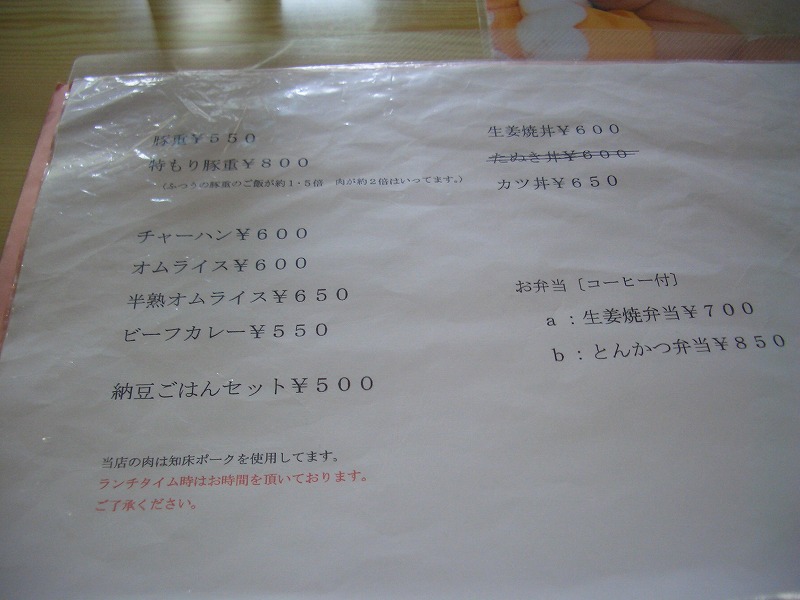 豚重￥５５０
特もり豚重￥８００
（ふつうの豚重のご飯が約１・５倍　肉が約２倍はいってます。）
チャーハン￥６００
オムライス￥６００
半熟オムライス￥６５０
ビーフカレー￥５５０
納豆ごはんセット￥５００
当店の肉は知床ポークを使用してます。
ランチタイム時はお時間を頂いております。
ご了承ください。
生姜焼丼￥６００
たぬき丼￥６００
カツ丼￥６５０
お弁当〔コーヒー付〕
ａ：生姜焼弁当￥７００
ｂ：とんかつ弁当￥８５０